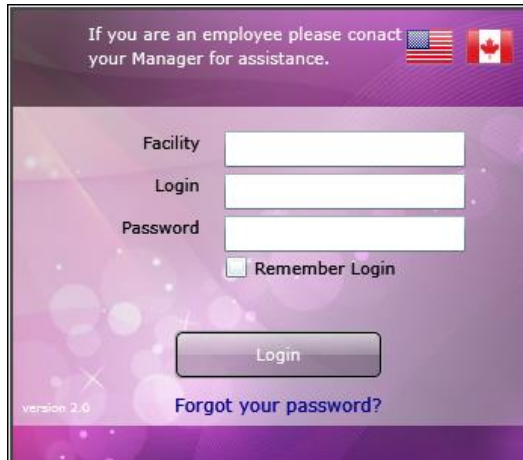 If you are an employee please conact
your Manager for assistance.
Facility
Login
Password
Remember Login
Login
version 2.0
Forgot your password?